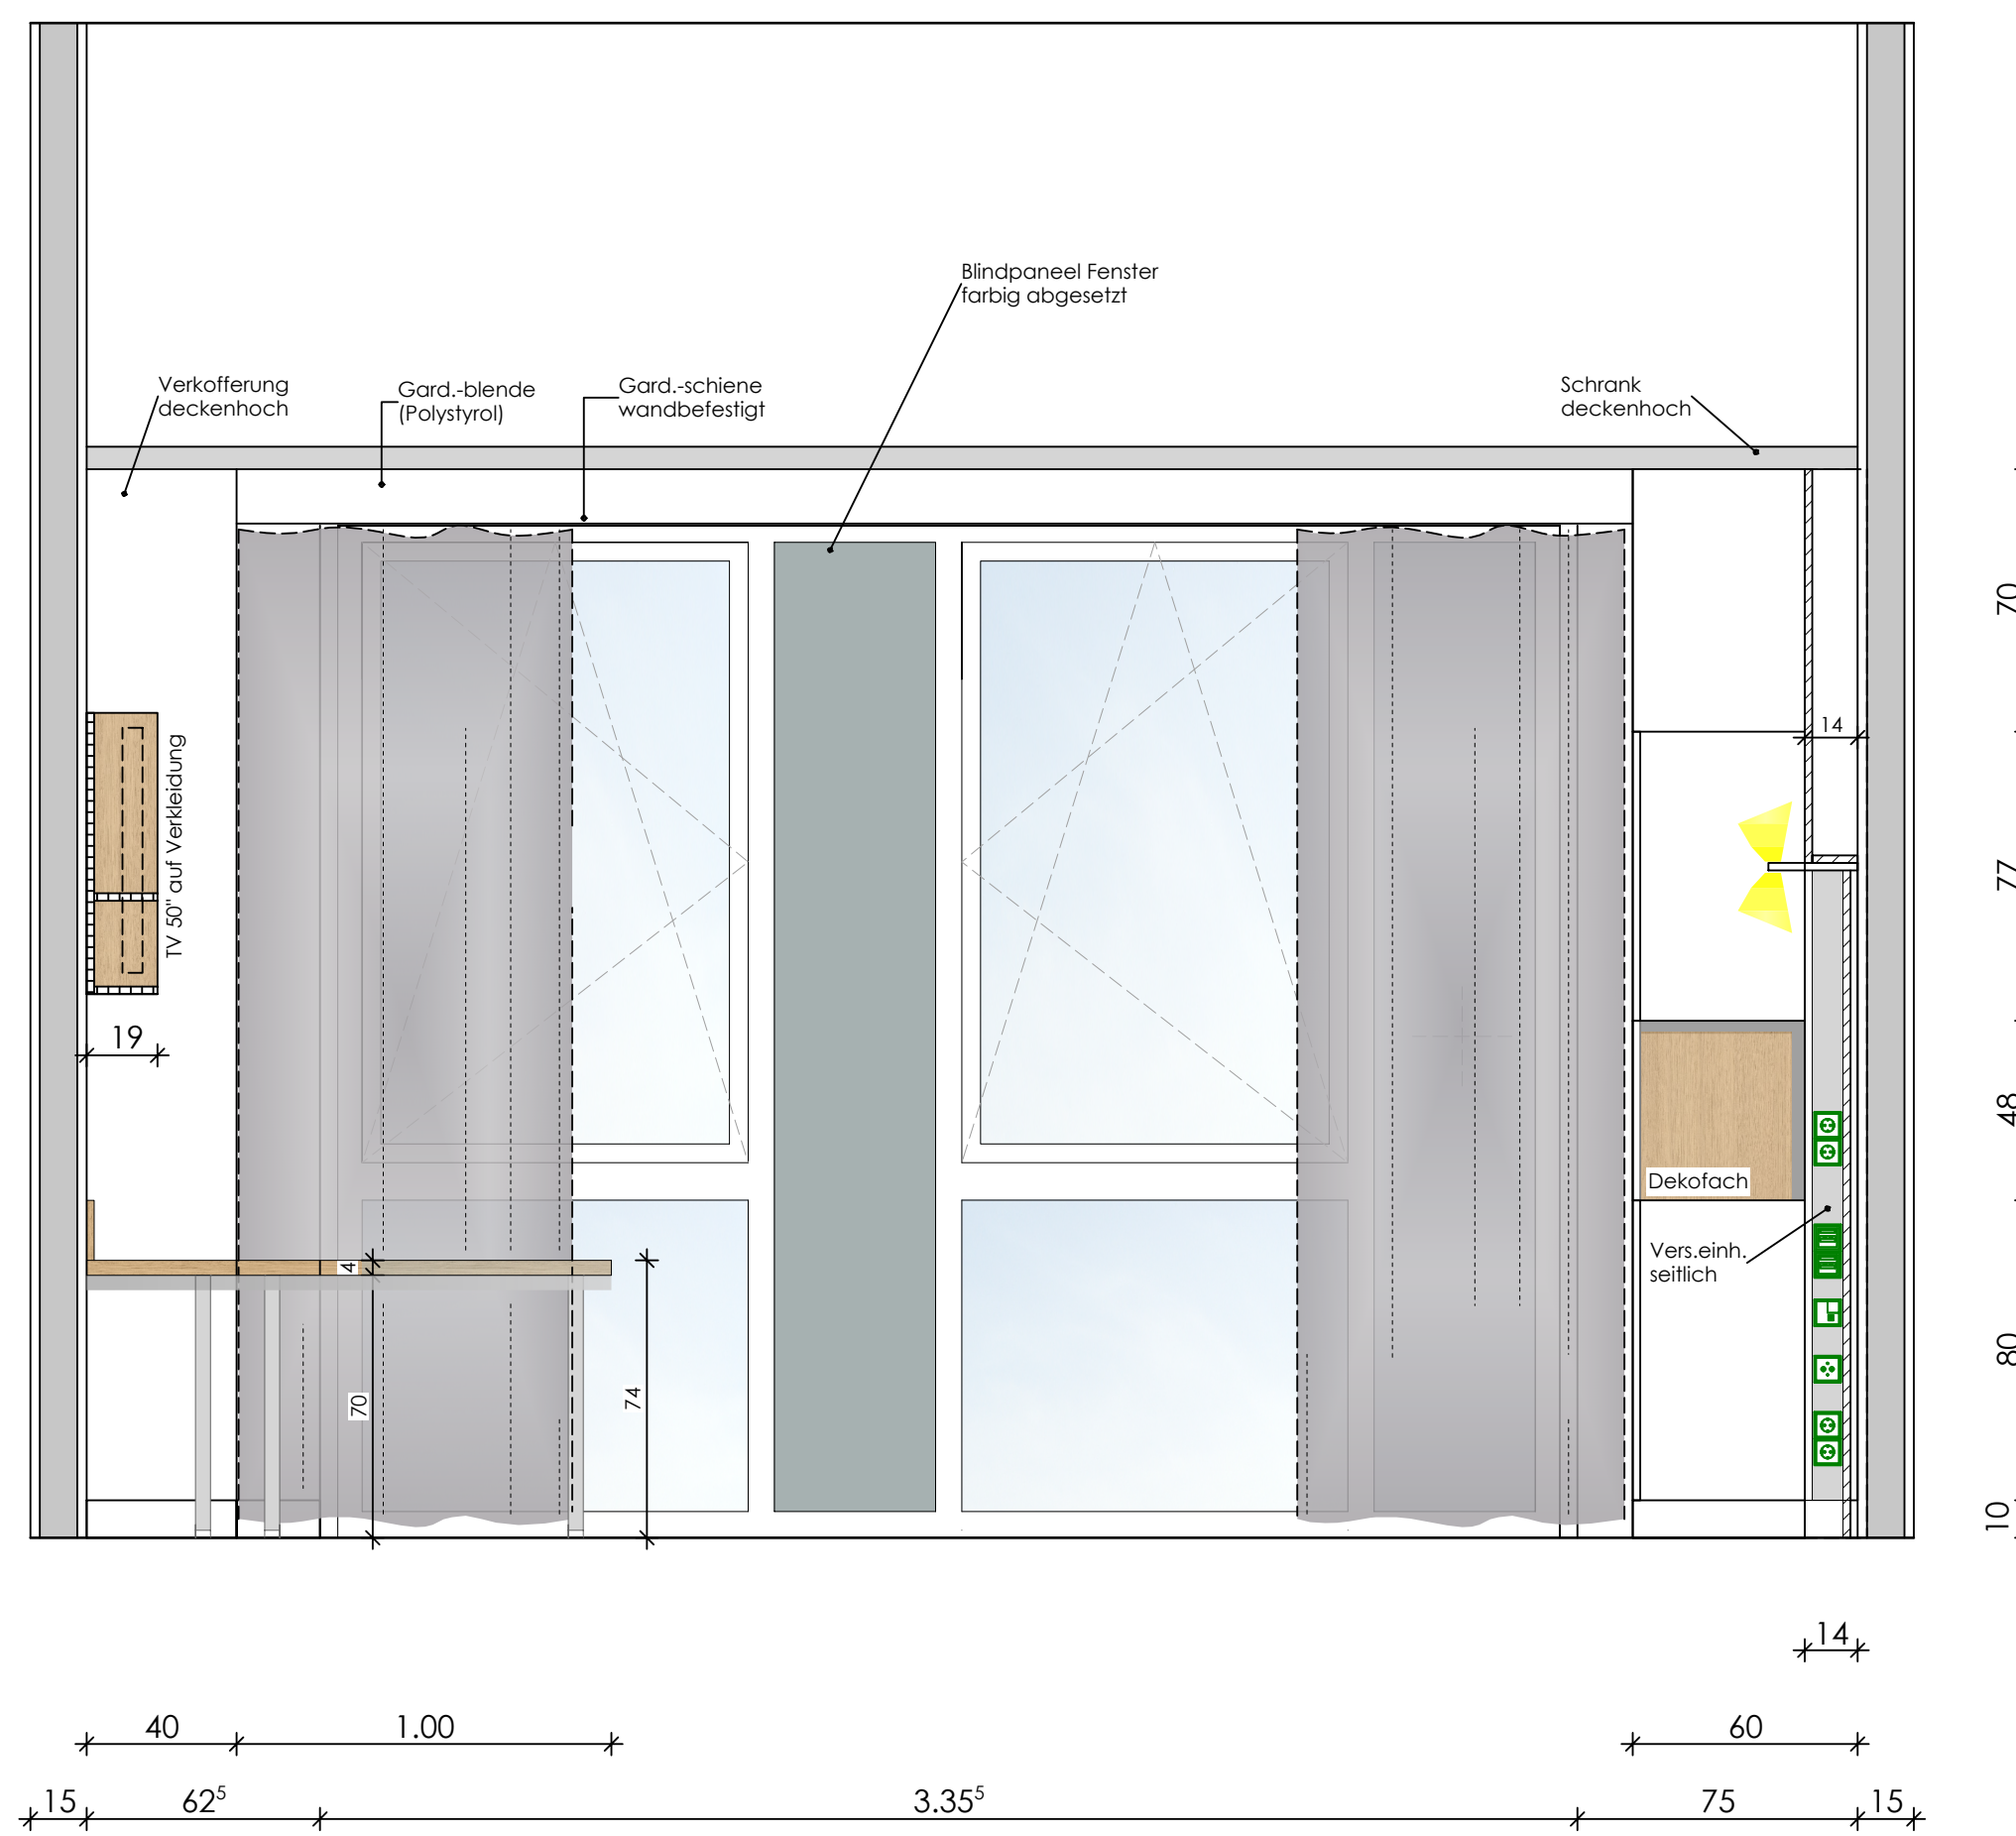 Blindpaneel Fenster
farbig abgesetzt
Verkofferung
deckenhoch
Gard.-blende
(Polystyrol)
Gard.-schiene
wandbefestigt
Schrank
deckenhoch
70
14
TV 50" auf Verkleidung
77
19
48
Dekofach
Vers.einh.
seitlich
4
70
74
80
10
14
40
1.00
60
15
62⁵
3.35⁵
75
15